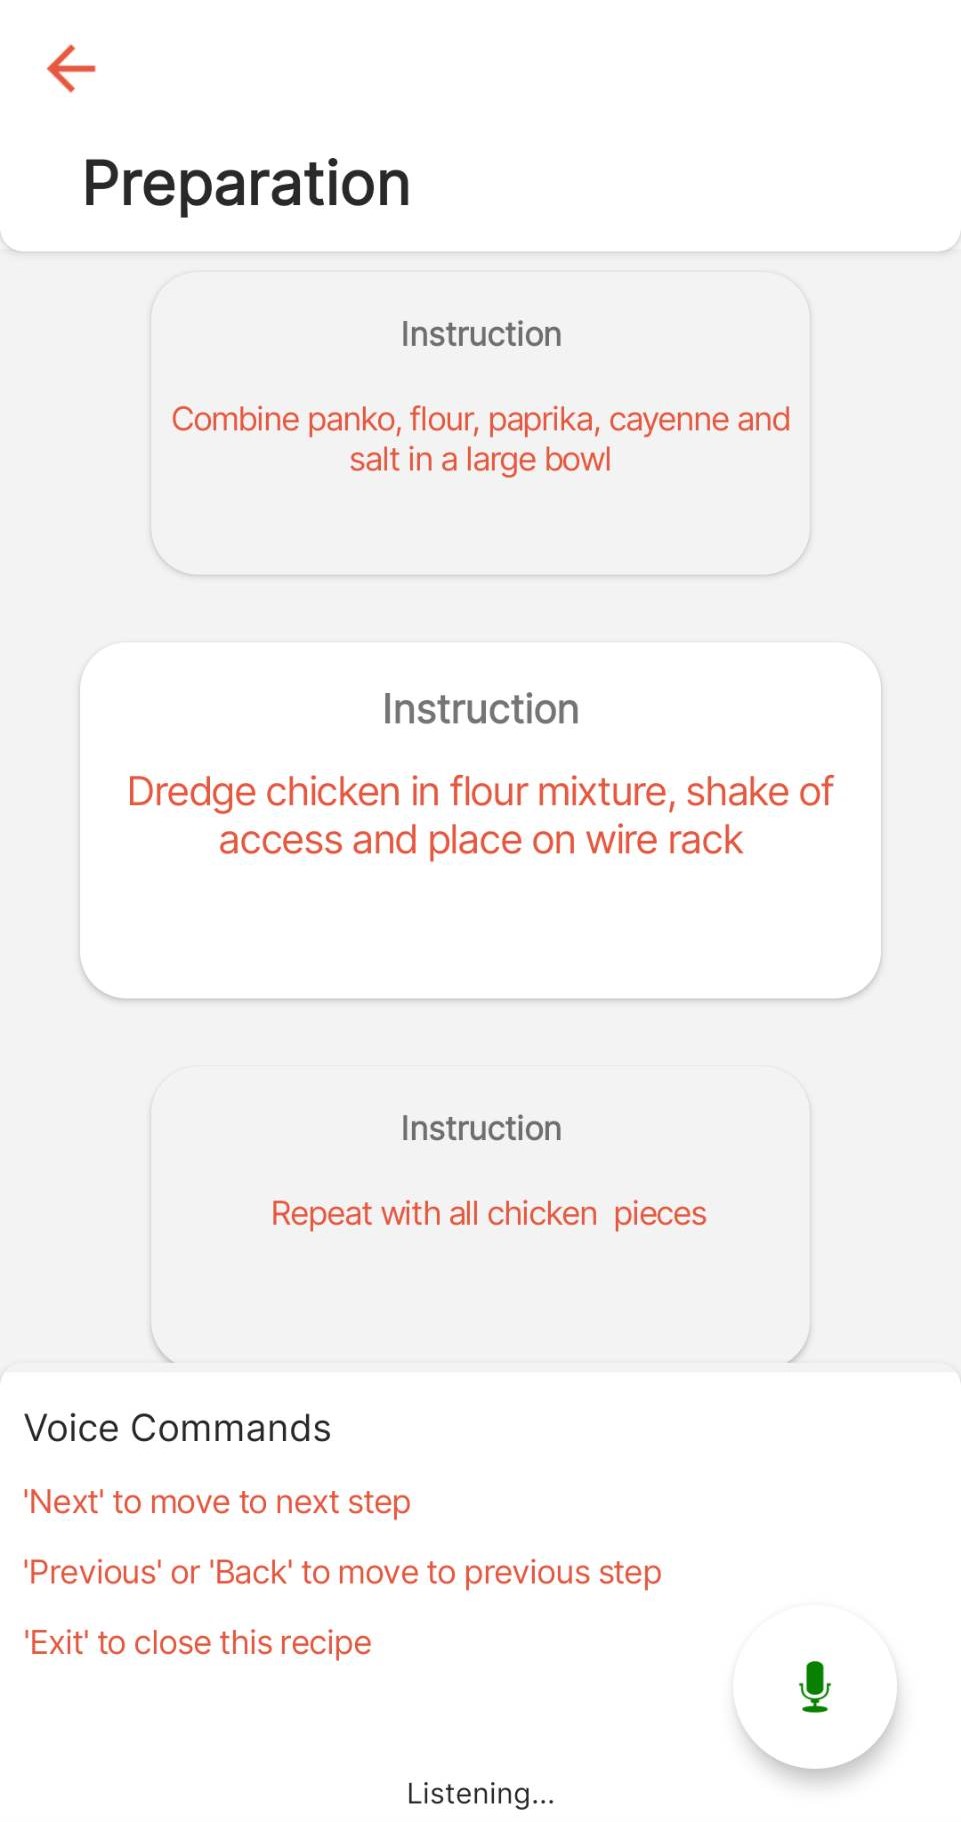 Preparation
Instruction
Combine panko, flour, paprika, cayenne and
salt in a large bowl
Instruction
Dredge chicken in flour mixture, shake of
access and place on wire rack
Instruction
Repeat with all chicken  pieces
Voice Commands
'Next' to move to next step
'Previous' or 'Back' to move to previous step
'Exit' to close this recipe
Listening...